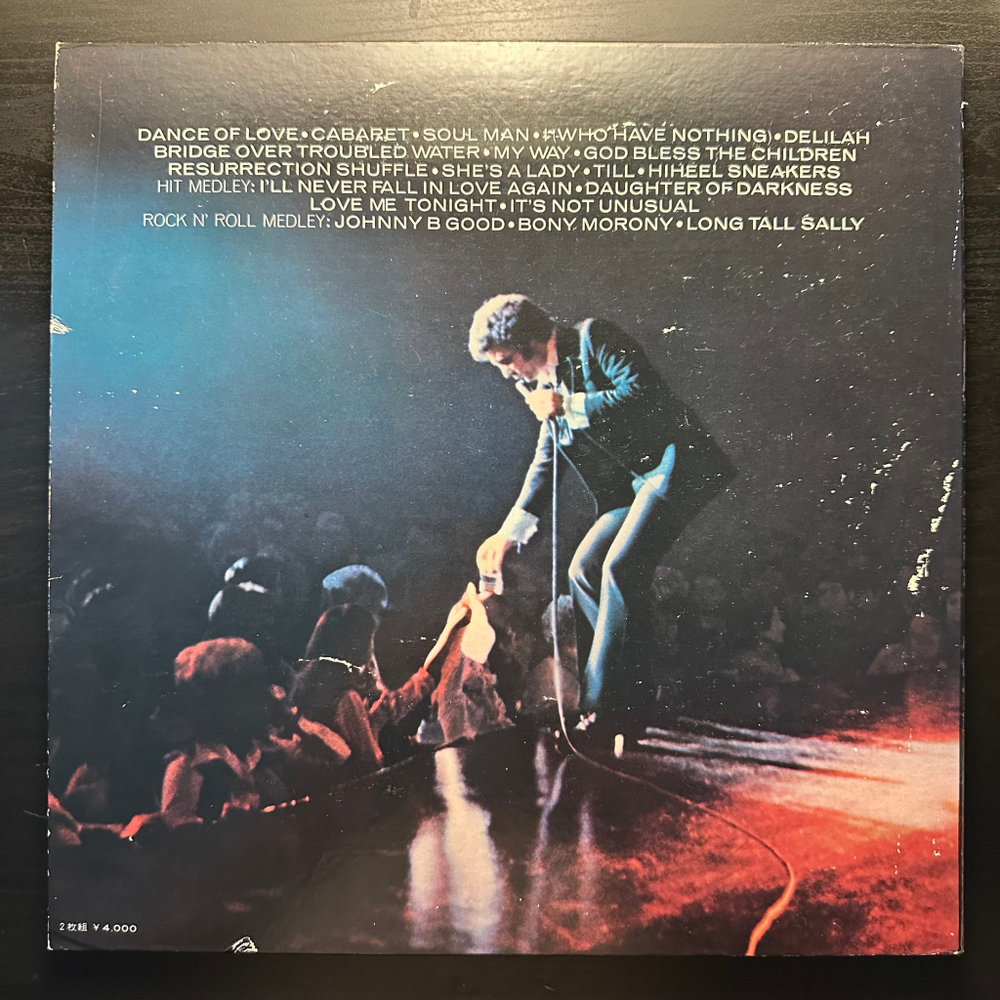 DANCE OF LOVE•CABARET•SOUL MAN•I (WHO HAVE NOTHING)•DELILAH
BRIDGE OVER TROUBLED WATER•MY WAY•GOD BLESS THE CHILDREN
RESURRECTION SHUFFLE•SHE'S A LADY•TILL•HIHEEL SNEAKERS
HIT MEDLEY: I'LL NEVER FALL IN LOVE AGAIN•DAUGHTER OF DARKNESS
LOVE ME TONIGHT•IT'S NOT UNUSUAL
ROCK N' ROLL MEDLEY: JOHNNY B GOOD•BONY MORONY•LONG TALL SALLY
2枚組 ¥4,000